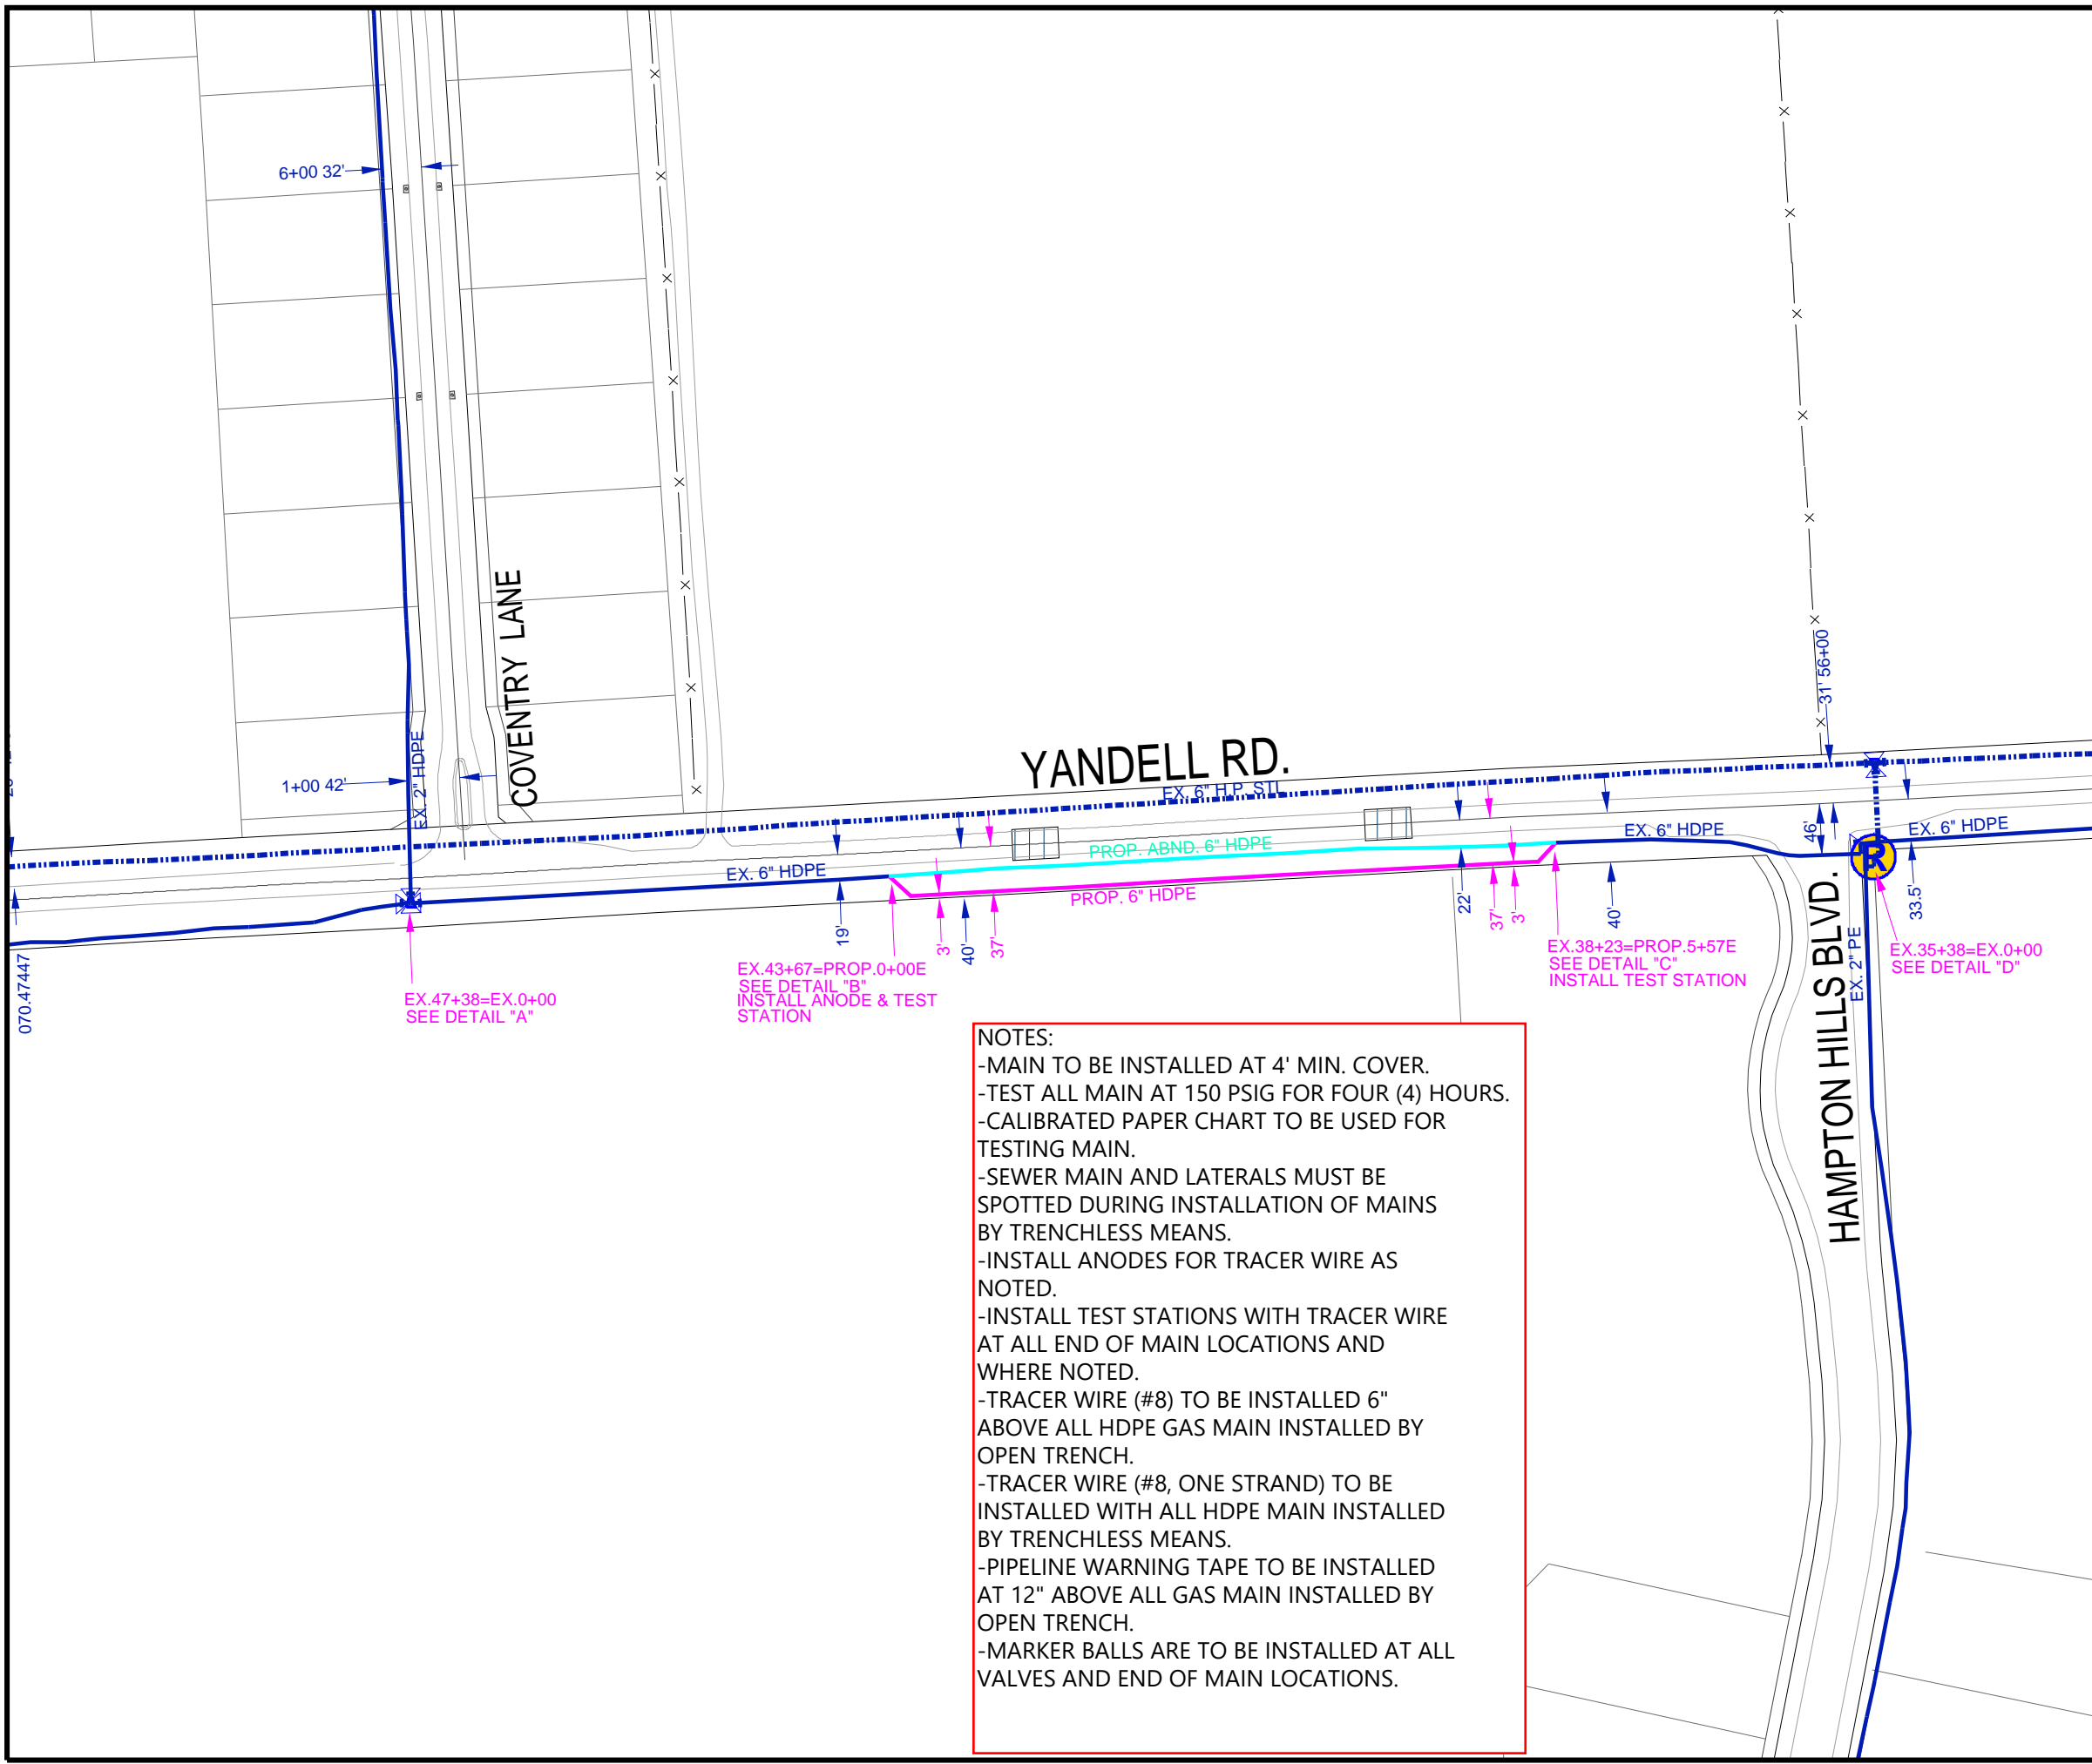 6+00 32'
COVENTRY LANE
EX. 2" HDPE
1+00 42'
YANDELL RD.
EX. 6" H.P. STL
31' 56+00
PROP. ABND. 6" HDPE
EX. 6" HDPE
46'
EX. 6" HDPE
R
EX. 6" HDPE
PROP. 6" HDPE
19'
3'
40'
37'
22'
37'
3'
40'
33.5'
070.47447
EX.47+38=EX.0+00
SEE DETAIL "A"
EX.43+67=PROP.0+00E
SEE DETAIL "B"
INSTALL ANODE & TEST
STATION
EX.38+23=PROP.5+57E
SEE DETAIL "C"
INSTALL TEST STATION
HAMPTON HILLS BLVD.
EX. 2" PE
EX.35+38=EX.0+00
SEE DETAIL "D"
NOTES:
-MAIN TO BE INSTALLED AT 4' MIN. COVER.
-TEST ALL MAIN AT 150 PSIG FOR FOUR (4) HOURS.
-CALIBRATED PAPER CHART TO BE USED FOR
TESTING MAIN.
-SEWER MAIN AND LATERALS MUST BE
SPOTTED DURING INSTALLATION OF MAINS
BY TRENCHLESS MEANS.
-INSTALL ANODES FOR TRACER WIRE AS
NOTED.
-INSTALL TEST STATIONS WITH TRACER WIRE
AT ALL END OF MAIN LOCATIONS AND
WHERE NOTED.
-TRACER WIRE (#8) TO BE INSTALLED 6"
ABOVE ALL HDPE GAS MAIN INSTALLED BY
OPEN TRENCH.
-TRACER WIRE (#8, ONE STRAND) TO BE
INSTALLED WITH ALL HDPE MAIN INSTALLED
BY TRENCHLESS MEANS.
-PIPELINE WARNING TAPE TO BE INSTALLED
AT 12" ABOVE ALL GAS MAIN INSTALLED BY
OPEN TRENCH.
-MARKER BALLS ARE TO BE INSTALLED AT ALL
VALVES AND END OF MAIN LOCATIONS.